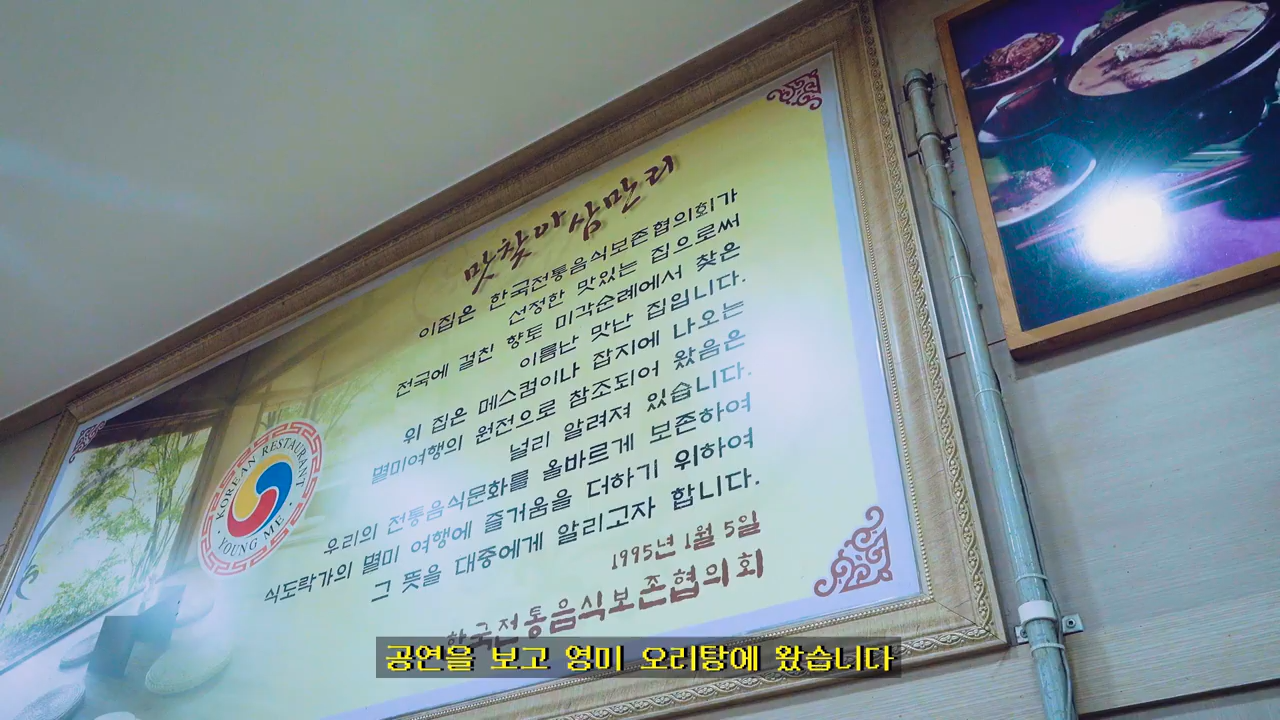 맛찾아 삼만리
이집은 한국전통음식보존협의회가
선정한 맛있는 집으로써
전국에 걸친 향토 미각순례에서 찾은
이름난 맛난 집입니다.
위 집은 메스컴이나 잡지에 나오는
별미여행의 원전으로 참조되어 왔음은
널리 알려져 있습니다.
우리의 전통음식문화를 올바르게 보존하여
식도락가의 별미 여행에 즐거움을 더하기 위하여
그 뜻을 대중에게 알리고자 합니다.
1995년 1월 5일
한국전통음식보존협의회
KOREAN RESTAURANT
YOUNG ME
공연을 보고 영미 오리탕에 왔습니다